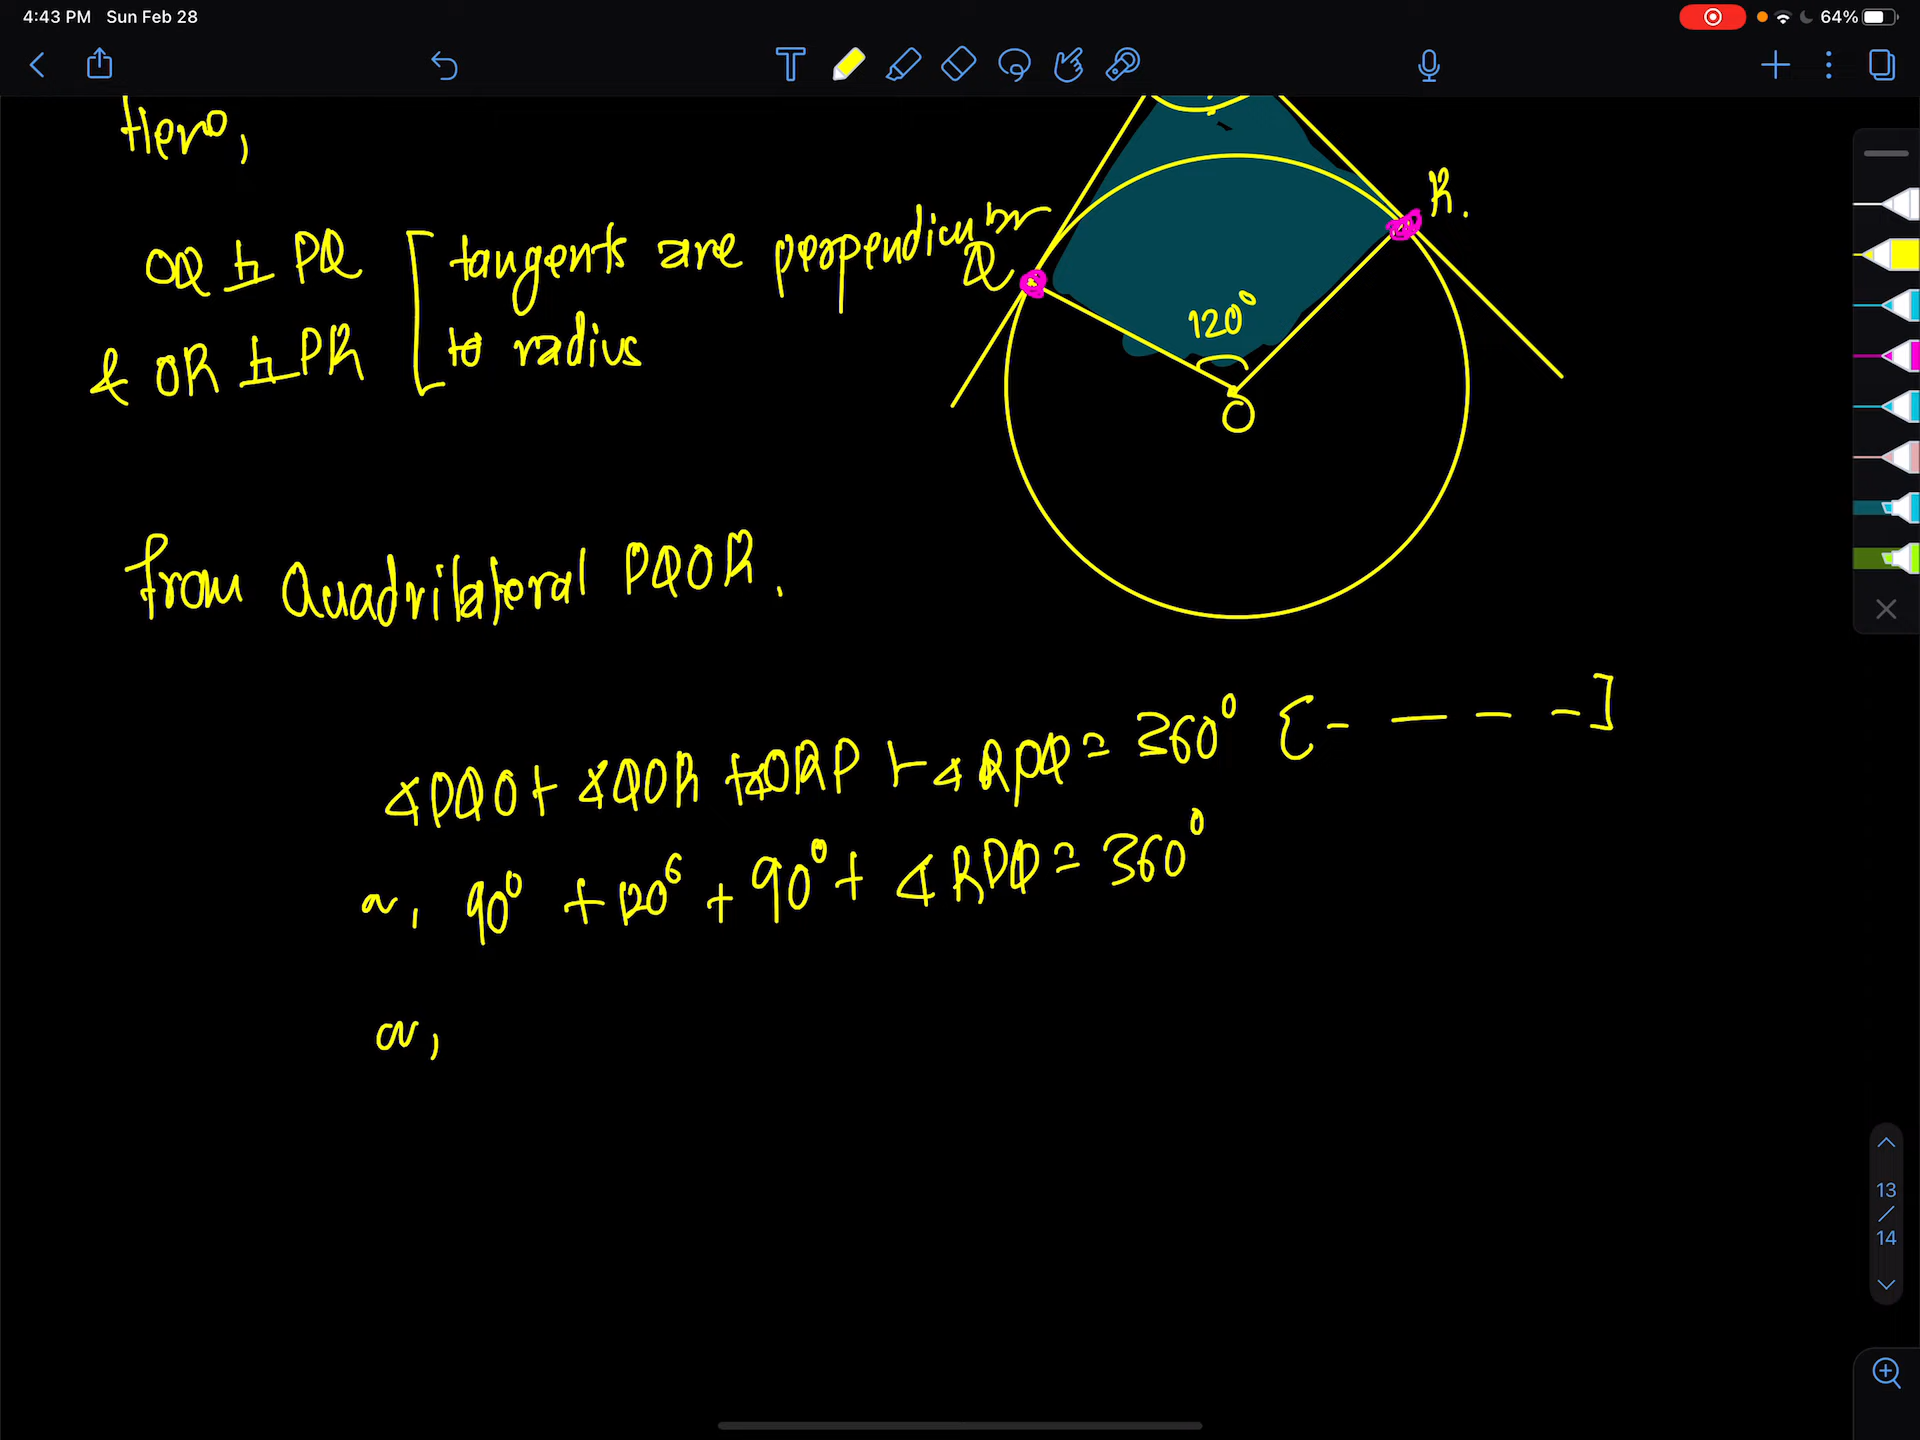 4:43 PM Sun Feb 28
64%
Hero,
OQ ⊥ PQ [tangents are perpendicular
& OR ⊥ PR to radius
Q
R.
120°
O
from Quadrilateral PQOR.
∢PQO + ∢QOR + ∢ORP + ∢RPQ = 360° [- — - -]
or, 90° + 120° + 90° + ∢RPQ = 360°
or,
13
/
14